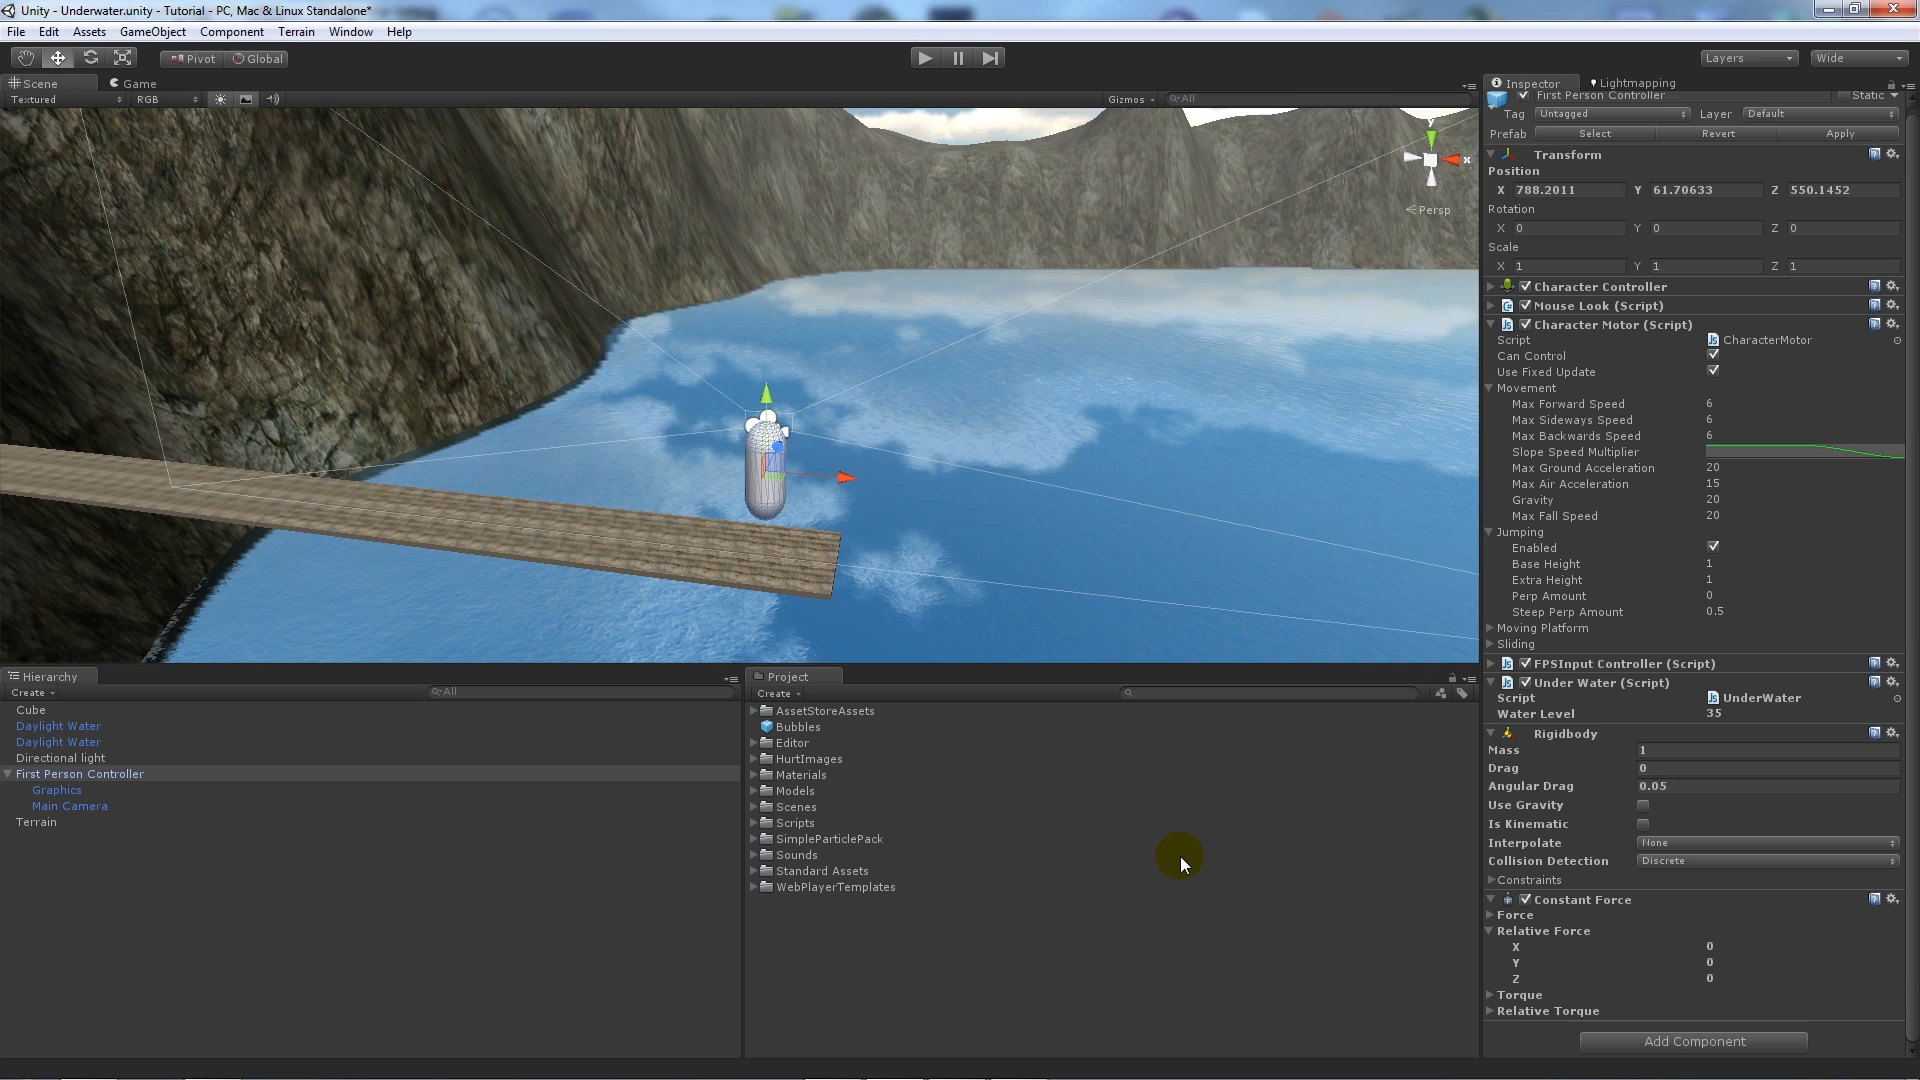 Unity - Underwater.unity - Tutorial - PC, Mac & Linux Standalone*
File Edit Assets GameObject Component Terrain Window Help
Pivot Global Layers Wide
Scene Game
Textured RGB Gizmos All
y
x
Persp
Inspector Lightmapping
First Person Controller Static
Tag Untagged Layer Default
Prefab Select Revert Apply
Transform
Position
X 788.2011 Y 61.70633 Z 550.1452
Rotation
X 0 Y 0 Z 0
Scale
X 1 Y 1 Z 1
Character Controller
Mouse Look (Script)
Character Motor (Script)
Script CharacterMotor
Can Control
Use Fixed Update
Movement
Max Forward Speed 6
Max Sideways Speed 6
Max Backwards Speed 6
Slope Speed Multiplier
Max Ground Acceleration 20
Max Air Acceleration 15
Gravity 20
Max Fall Speed 20
Jumping
Enabled
Base Height 1
Extra Height 1
Perp Amount 0
Steep Perp Amount 0.5
Moving Platform
Sliding
FPSInput Controller (Script)
Under Water (Script)
Script UnderWater
Water Level 35
Rigidbody
Mass 1
Drag 0
Angular Drag 0.05
Use Gravity
Is Kinematic
Interpolate None
Collision Detection Discrete
Constraints
Constant Force
Force
Relative Force
X 0
Y 0
Z 0
Torque
Relative Torque
Add Component
Hierarchy
Create All
Cube
Daylight Water
Daylight Water
Directional light
First Person Controller
Graphics
Main Camera
Terrain
Project
Create
AssetStoreAssets
Bubbles
Editor
HurtImages
Materials
Models
Scenes
Scripts
SimpleParticlePack
Sounds
Standard Assets
WebPlayerTemplates